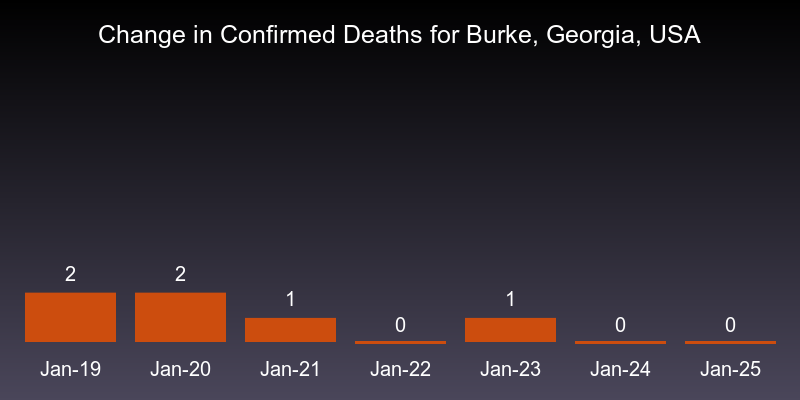 Change in Confirmed Deaths for Burke, Georgia, USA
2
2
1
0
1
0
0
Jan-19
Jan-20
Jan-21
Jan-22
Jan-23
Jan-24
Jan-25